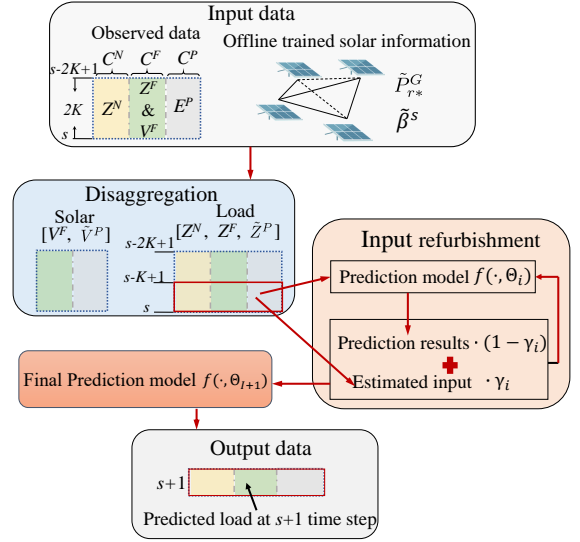 Input data
Observed data
Offline trained solar information
C^N C^F C^P
s-2K+1
2K
s
Z^N
Z^F
&
V^F
E^P
P̃^G_{r*}
β̃^s
Disaggregation
Solar
[V^F, Ṽ^P]
Load
[Z^N, Z^F, Z̃^P]
s-2K+1
s-K+1
s
Input refurbishment
Prediction model f(·,Θ_i)
Prediction results · (1 − γ_i)
Estimated input · γ_i
Final Prediction model f(·,Θ_{I+1})
Output data
s+1
Predicted load at s+1 time step